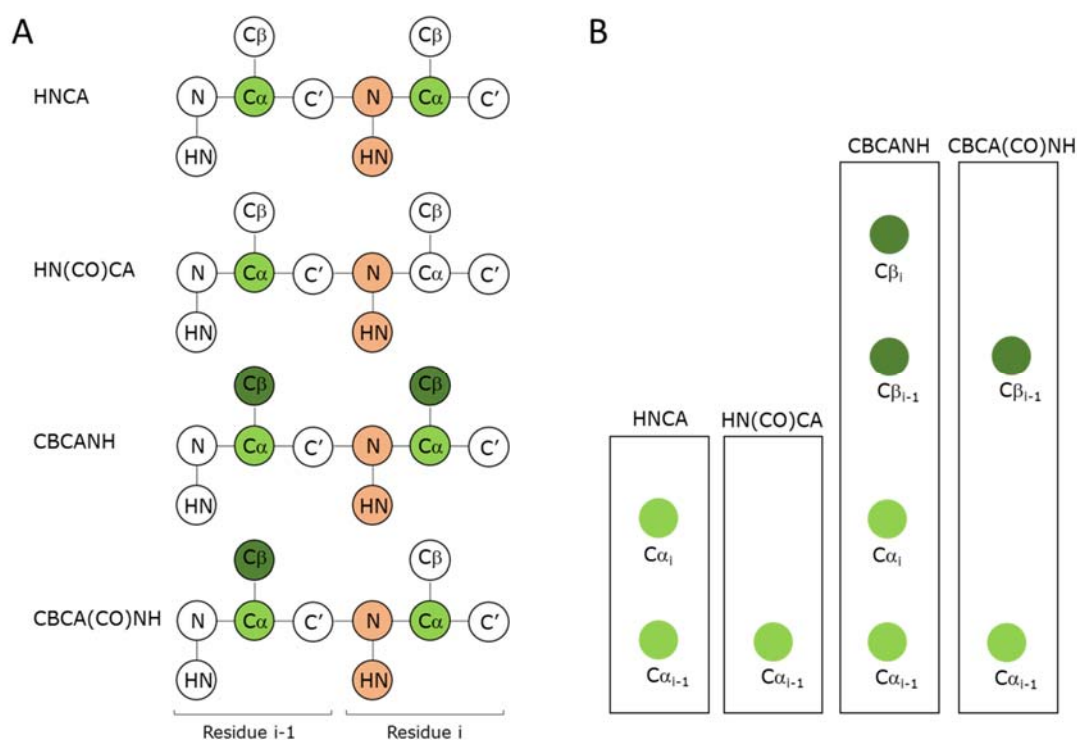 A
HNCA
Cβ Cβ
N Cα C′ N Cα C′
HN HN
HN(CO)CA
Cβ Cβ
N Cα C′ N Cα C′
HN HN
CBCANH
Cβ Cβ
N Cα C′ N Cα C′
HN HN
CBCA(CO)NH
Cβ Cβ
N Cα C′ N Cα C′
HN HN
Residue i-1 Residue i
B
CBCANH CBCA(CO)NH
Cβi
Cβi-1 Cβi-1
HNCA HN(CO)CA
Cαi Cαi
Cαi-1 Cαi-1 Cαi-1 Cαi-1